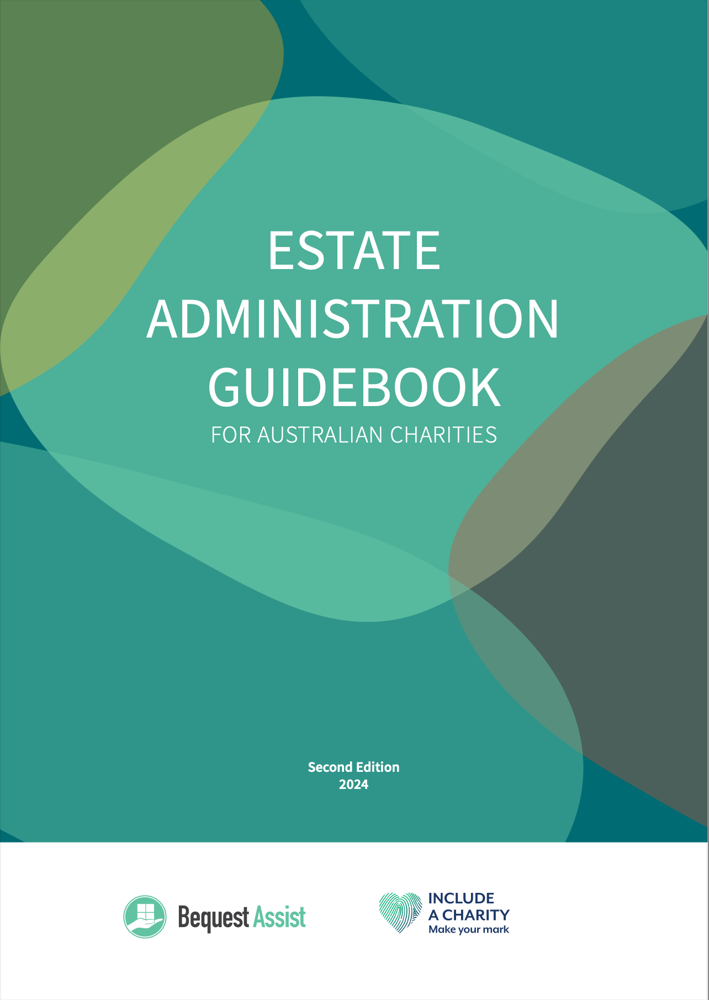 ESTATE
ADMINISTRATION
GUIDEBOOK
FOR AUSTRALIAN CHARITIES
Second Edition
2024
Bequest Assist
INCLUDE
A CHARITY
Make your mark